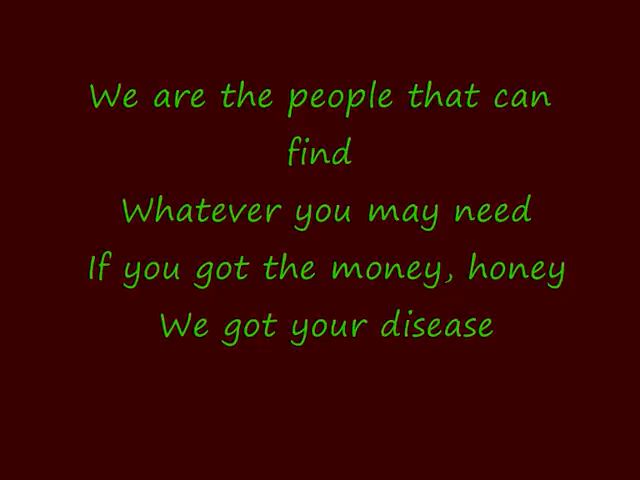 We are the people that can
find
Whatever you may need
If you got the money, honey
We got your disease